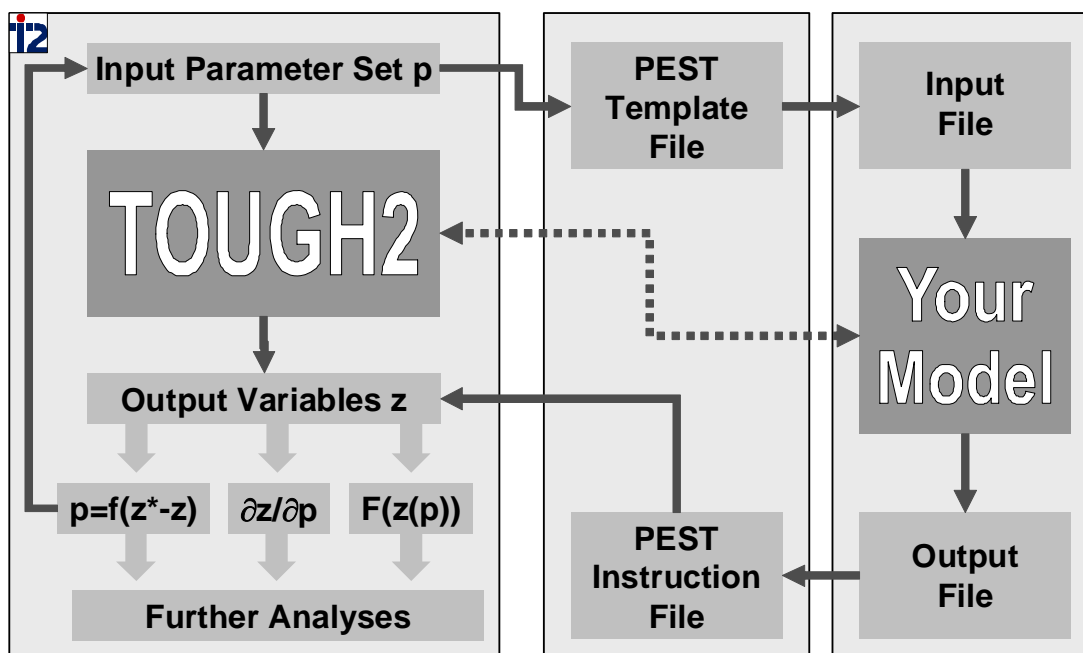 i2
Input Parameter Set p
TOUGH2
Output Variables z
p=f(z*-z)
∂z/∂p
F(z(p))
Further Analyses
PEST
Template
File
PEST
Instruction
File
Input
File
Your
Model
Output
File